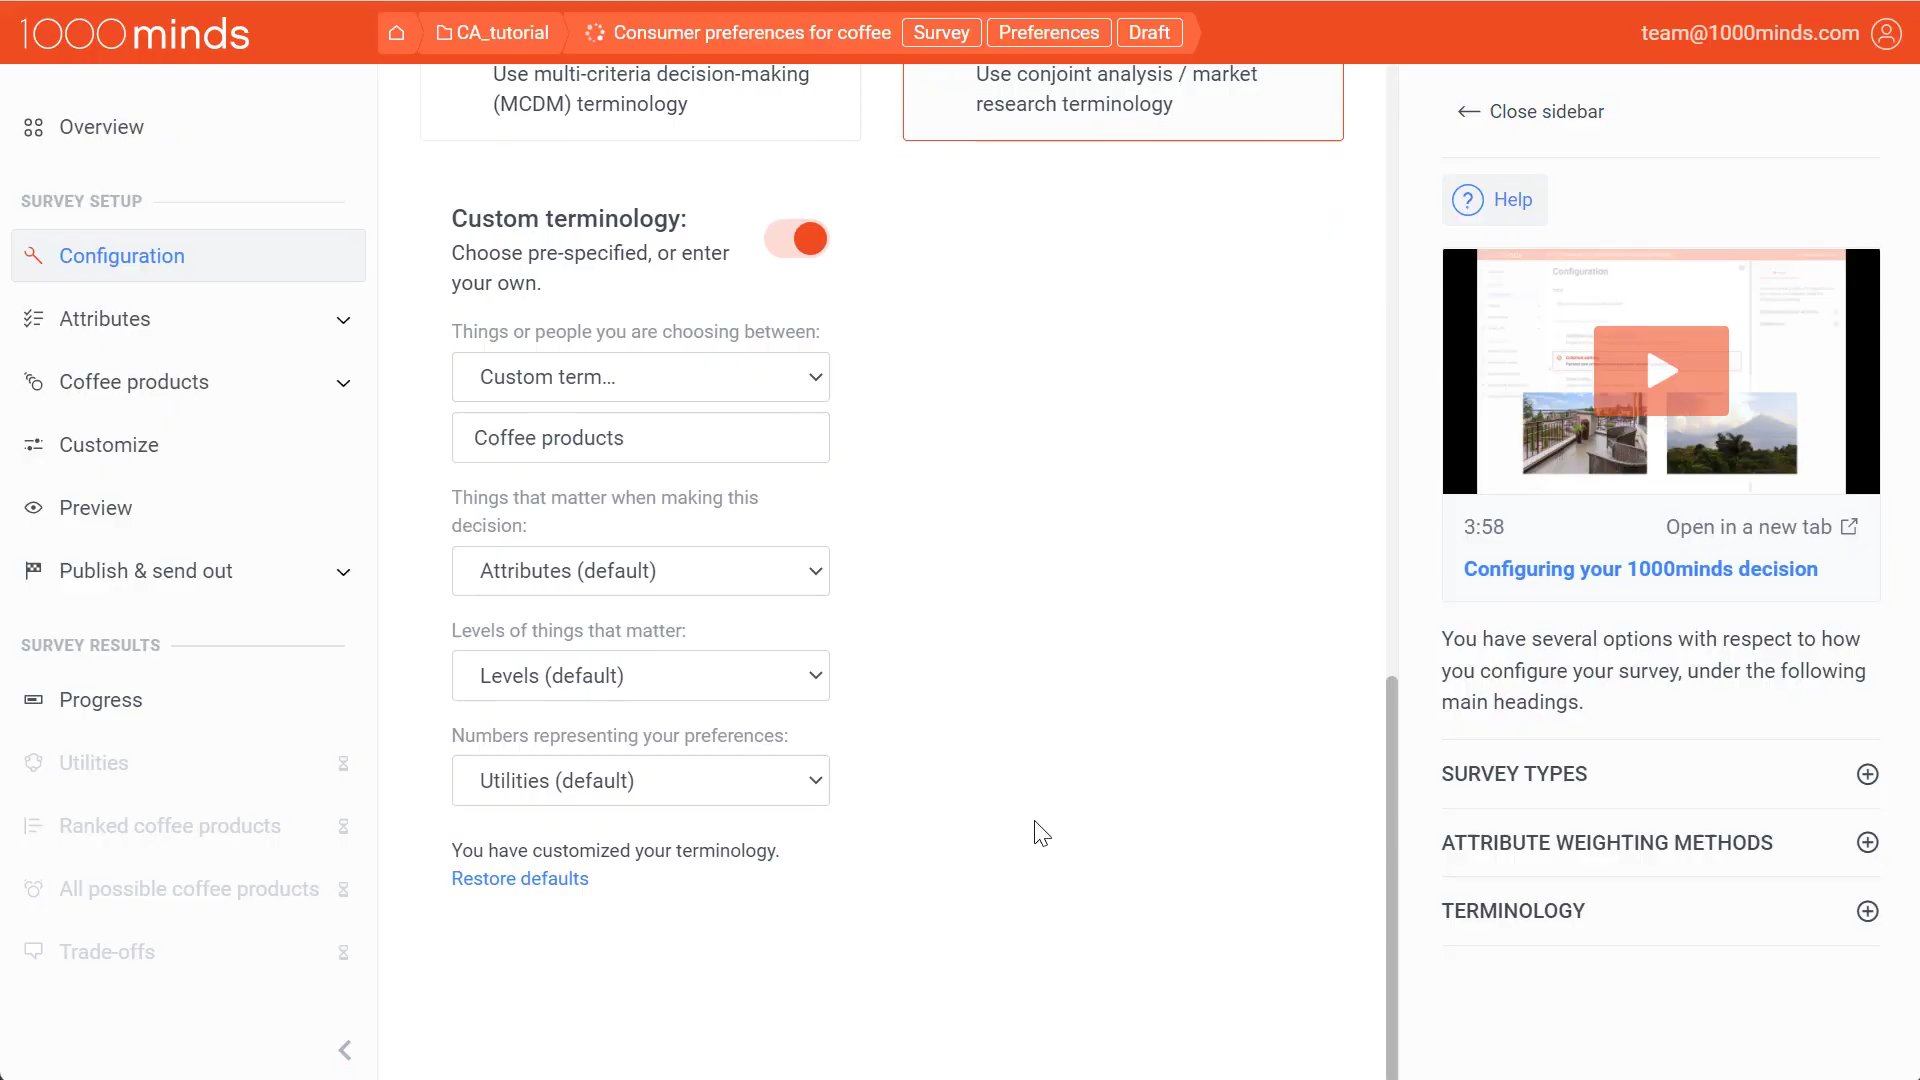 1000minds
CA_tutorial
Consumer preferences for coffee
Survey
Preferences
Draft
team@1000minds.com
Overview
SURVEY SETUP
Configuration
Attributes
Coffee products
Customize
Preview
Publish & send out
SURVEY RESULTS
Progress
Utilities
Ranked coffee products
All possible coffee products
Trade-offs
Use multi-criteria decision-making
(MCDM) terminology
Use conjoint analysis / market
research terminology
Custom terminology:
Choose pre-specified, or enter
your own.
Things or people you are choosing between:
Custom term...
Coffee products
Things that matter when making this
decision:
Attributes (default)
Levels of things that matter:
Levels (default)
Numbers representing your preferences:
Utilities (default)
You have customized your terminology.
Restore defaults
Close sidebar
? Help
Configuration
3:58
Open in a new tab
Configuring your 1000minds decision
You have several options with respect to how
you configure your survey, under the following
main headings.
SURVEY TYPES
ATTRIBUTE WEIGHTING METHODS
TERMINOLOGY